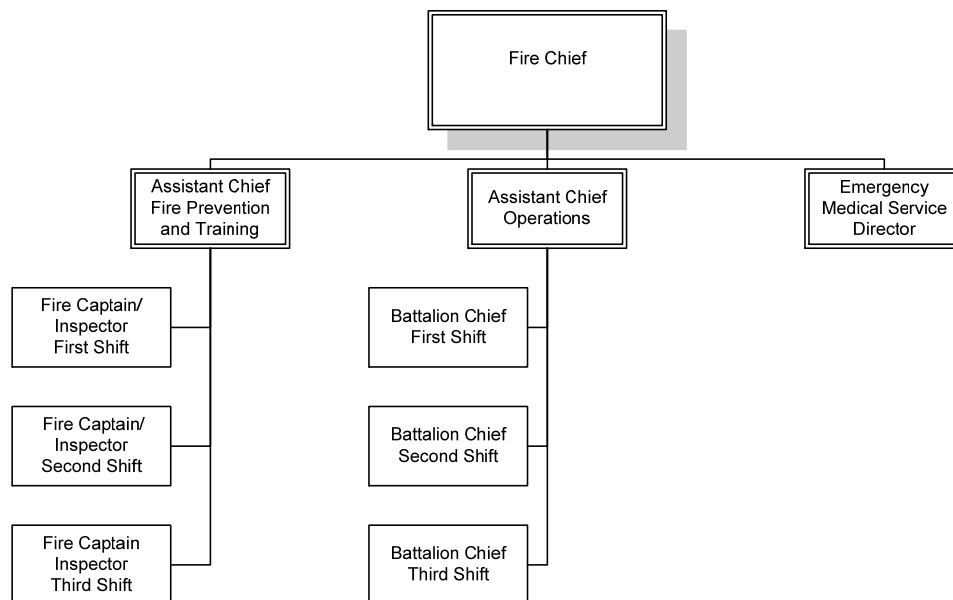 Fire Chief
Assistant Chief
Fire Prevention
and Training
Assistant Chief
Operations
Emergency
Medical Service
Director
Fire Captain/
Inspector
First Shift
Battalion Chief
First Shift
Fire Captain/
Inspector
Second Shift
Battalion Chief
Second Shift
Fire Captain
Inspector
Third Shift
Battalion Chief
Third Shift